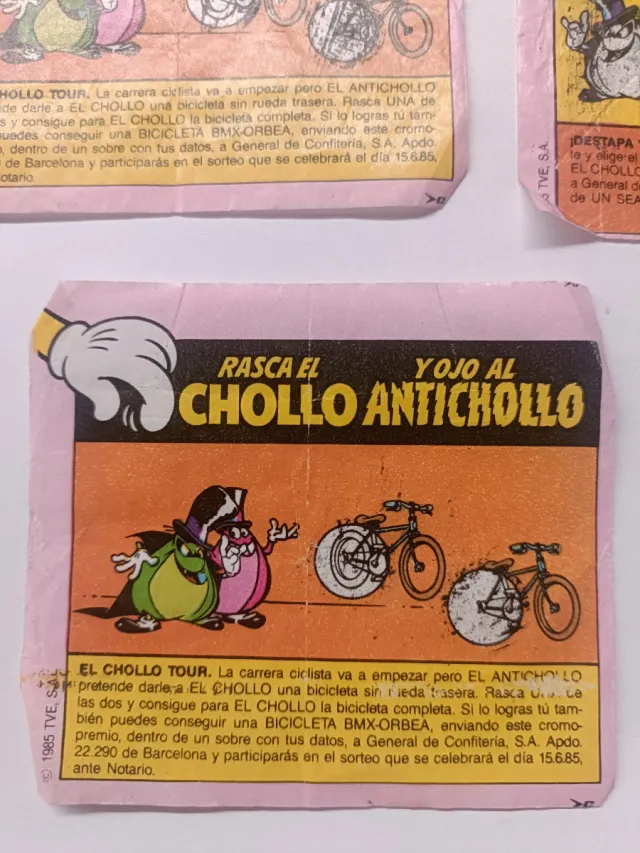 HOLLO TOUR. La carrera ciclista va a empezar pero EL ANTICHOLLO
nde darle a EL CHOLLO una bicicleta sin rueda trasera. Rasca UNA de
s y consigue para EL CHOLLO la bicicleta completa. Si lo logras tú tam-
puedes conseguir una BICICLETA BMX-ORBEA, enviando este cromo-
o, dentro de un sobre con tus datos, a General de Confitería, S.A. Apdo.
de Barcelona y participarás en el sorteo que se celebrará el día 15.6.85,
otario.
¡DESTAPA
te y elige el
EL CHOLLO
a General de
de UN SEA
TVE, S.A.
RASCA EL
CHOLLO
Y OJO AL
ANTICHOLLO
EL CHOLLO TOUR. La carrera ciclista va a empezar pero EL ANTICHOLLO
pretende darle a EL CHOLLO una bicicleta sin rueda trasera. Rasca UNA de
las dos y consigue para EL CHOLLO la bicicleta completa. Si lo logras tú tam-
bién puedes conseguir una BICICLETA BMX-ORBEA, enviando este cromo-
premio, dentro de un sobre con tus datos, a General de Confitería, S.A. Apdo.
22.290 de Barcelona y participarás en el sorteo que se celebrará el día 15.6.85,
ante Notario.
© 1985 TVE, S.A.